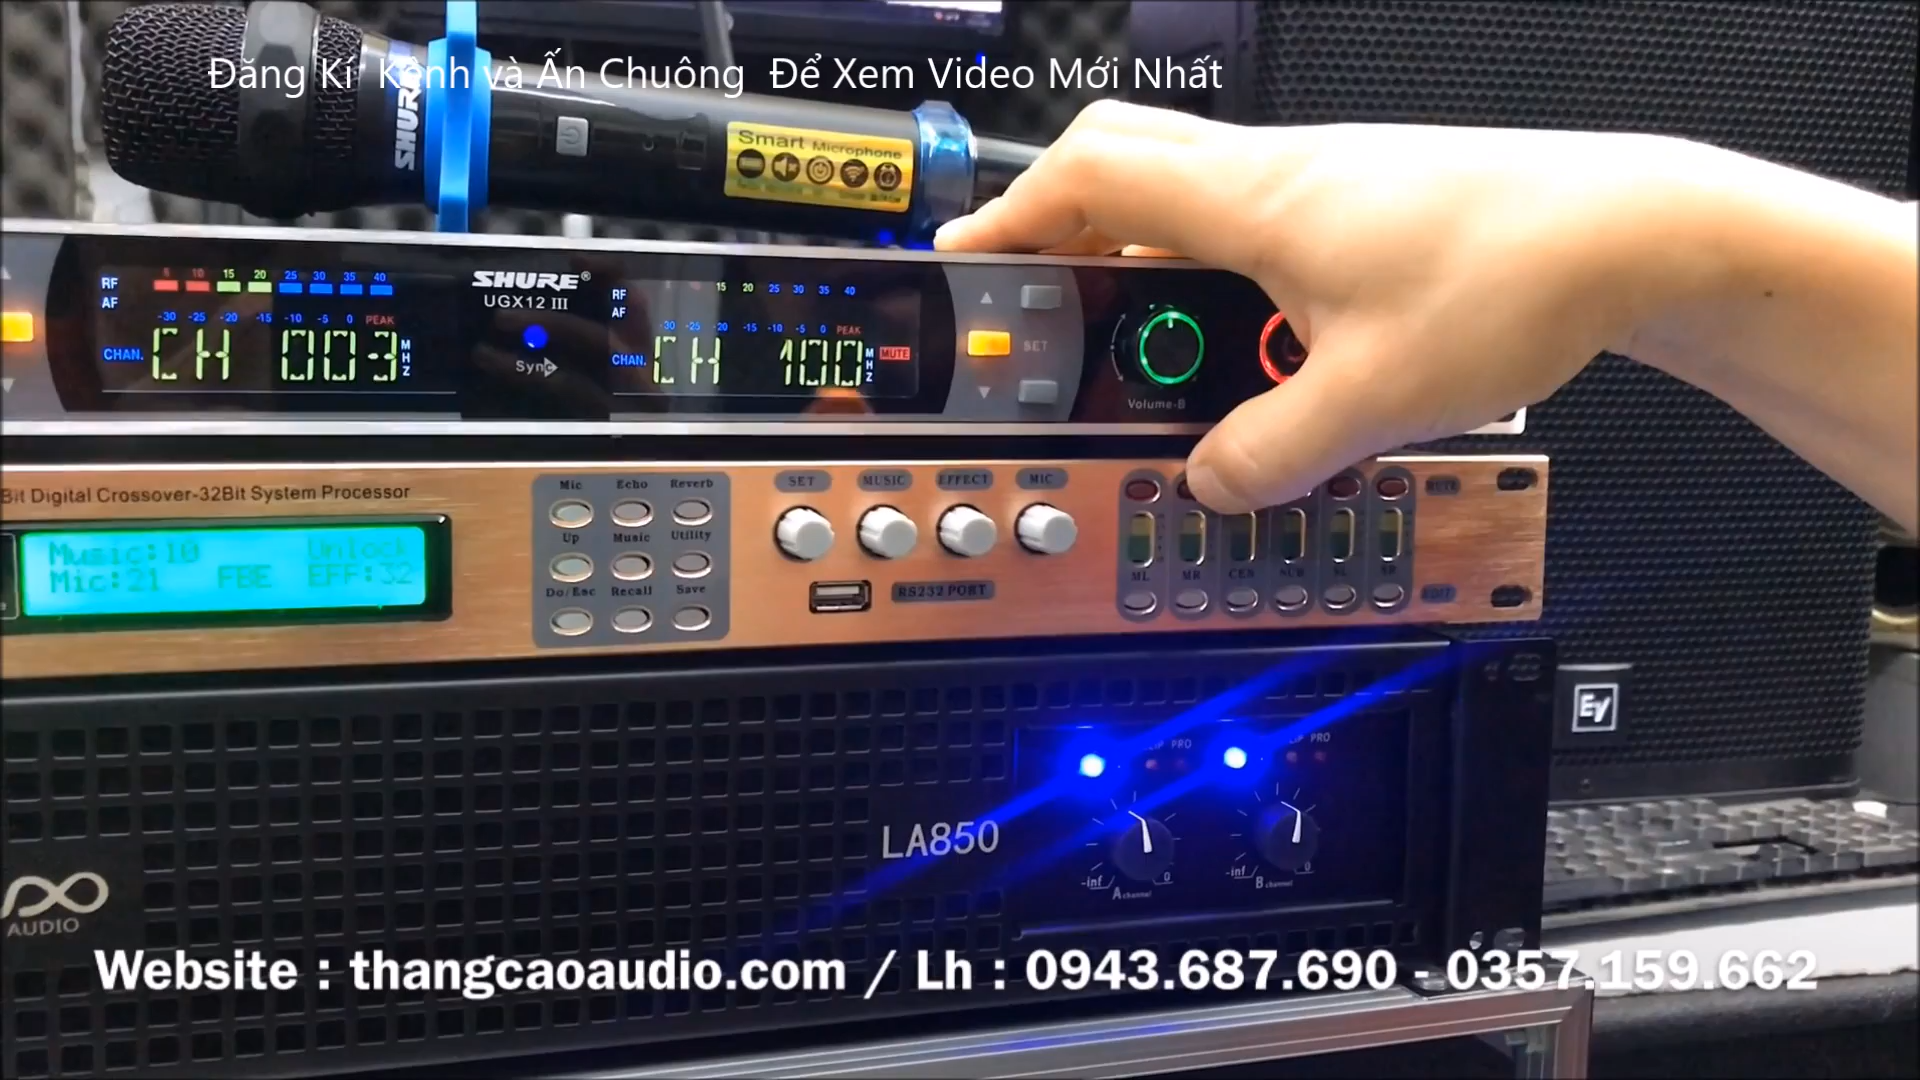 Đăng Kí Kênh và Ấn Chuông Để Xem Video Mới Nhất
SHURE
Smart Microphone
RF 5 10 15 20 25 30 35 40
AF
-30 -25 -20 -15 -10 -5 0 PEAK
CHAN. CH 003 MHZ
SHURE®
UGX12 III
Sync
RF 15 20 25 30 35 40
AF
-30 -25 -20 -15 -10 -5 0 PEAK
CHAN. CH 100 MHZ MUTE
SET
Volume-B
Bit Digital Crossover-32Bit System Processor
Music:10 Unlock
Mic:21 FBE EFF:32
Mic Echo Reverb
Up Music Utility
Do/Esc Recall Save
SET MUSIC EFFECT MIC
RS232 PORT
MUTE
ML MR CEN SUB SL SR
EDIT
EV
PRO PRO
LA850
-inf 0 -inf 0
A channel B channel
AUDIO
Website : thangcaoaudio.com / Lh : 0943.687.690 - 0357.159.662